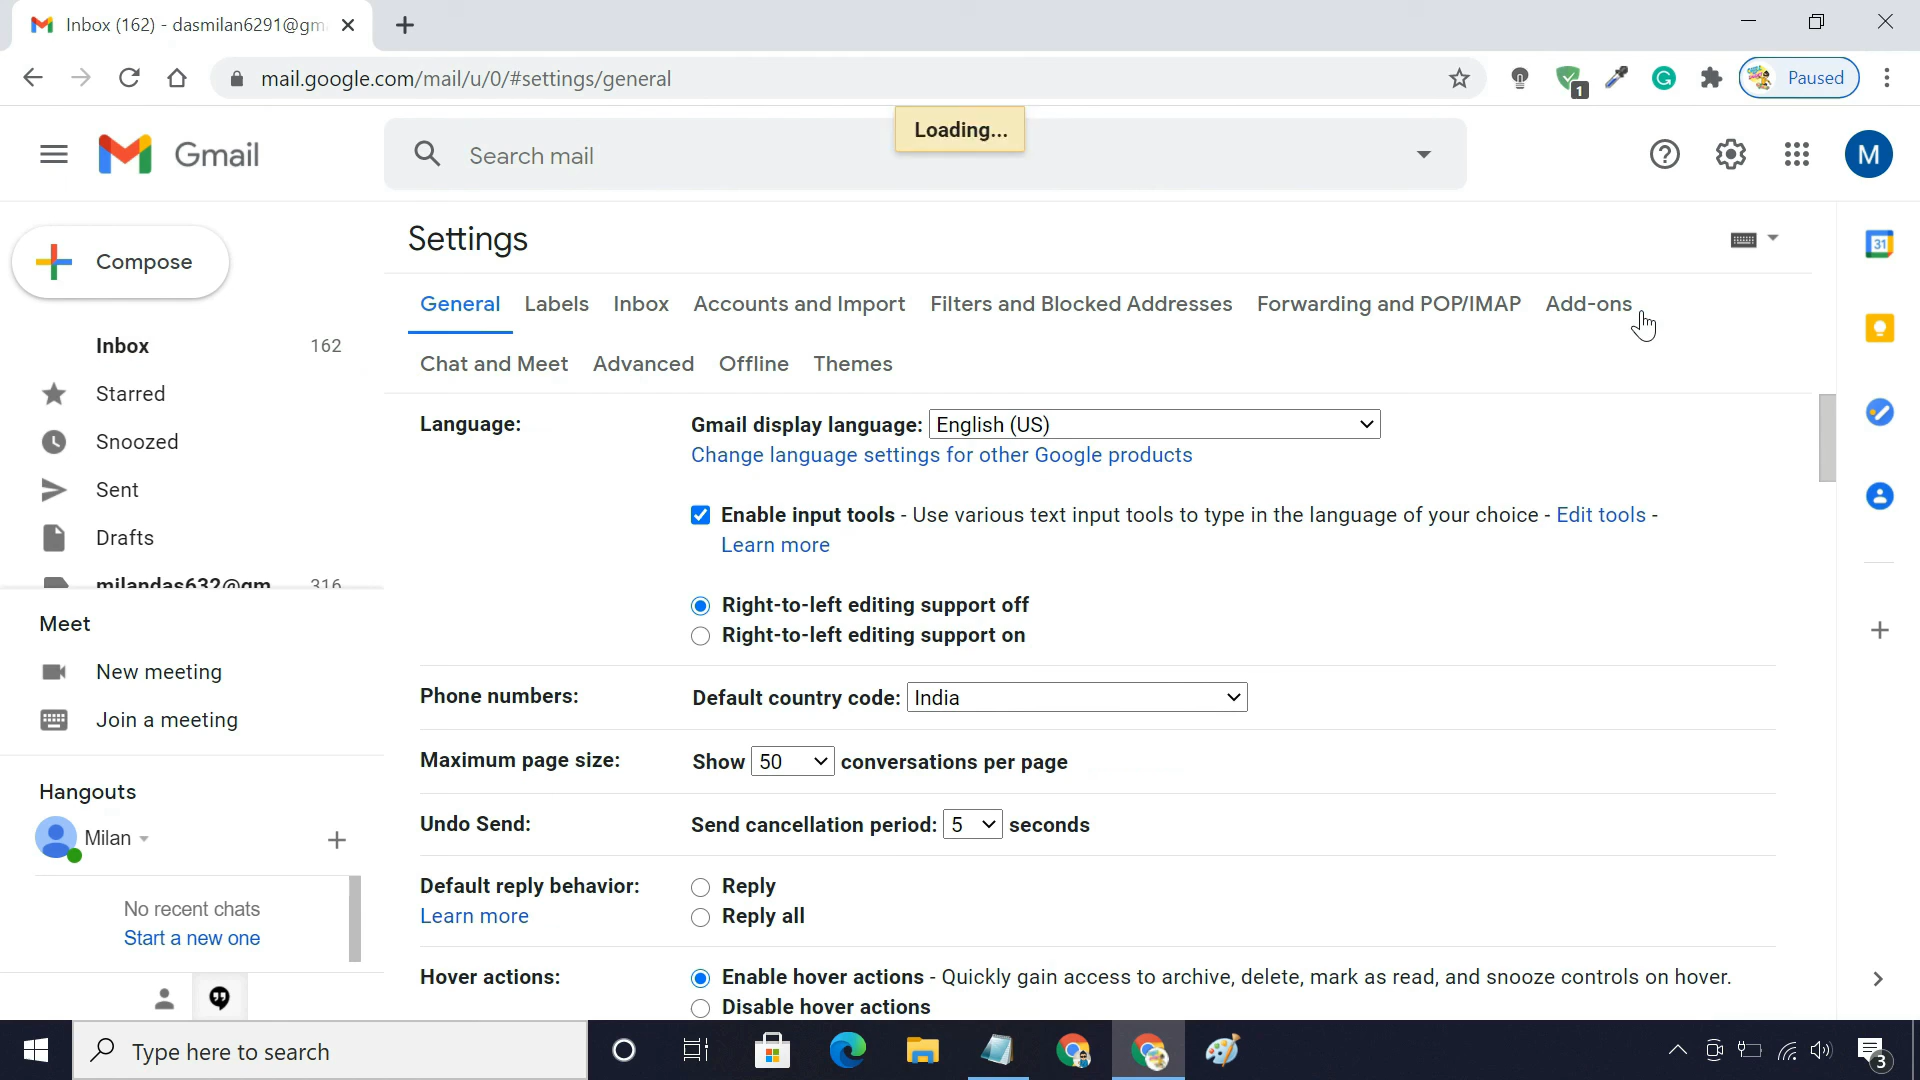 Inbox (162) - dasmilan6291@gm
Paused
mail.google.com/mail/u/0/#settings/general
1
Loading...
Gmail
Search mail
M
Compose
Settings
31
General Labels Inbox Accounts and Import Filters and Blocked Addresses Forwarding and POP/IMAP Add-ons
Chat and Meet Advanced Offline Themes
Inbox 162
Starred
Snoozed
Sent
Drafts
milandas632@gm 316
Meet
New meeting
Join a meeting
Hangouts
Milan
No recent chats
Start a new one
Language: Gmail display language: English (US)
Change language settings for other Google products
Enable input tools - Use various text input tools to type in the language of your choice - Edit tools -
Learn more
Right-to-left editing support off
Right-to-left editing support on
Phone numbers: Default country code: India
Maximum page size: Show 50 conversations per page
Undo Send: Send cancellation period: 5 seconds
Default reply behavior: Reply
Learn more Reply all
Hover actions: Enable hover actions - Quickly gain access to archive, delete, mark as read, and snooze controls on hover.
Disable hover actions
Type here to search
3